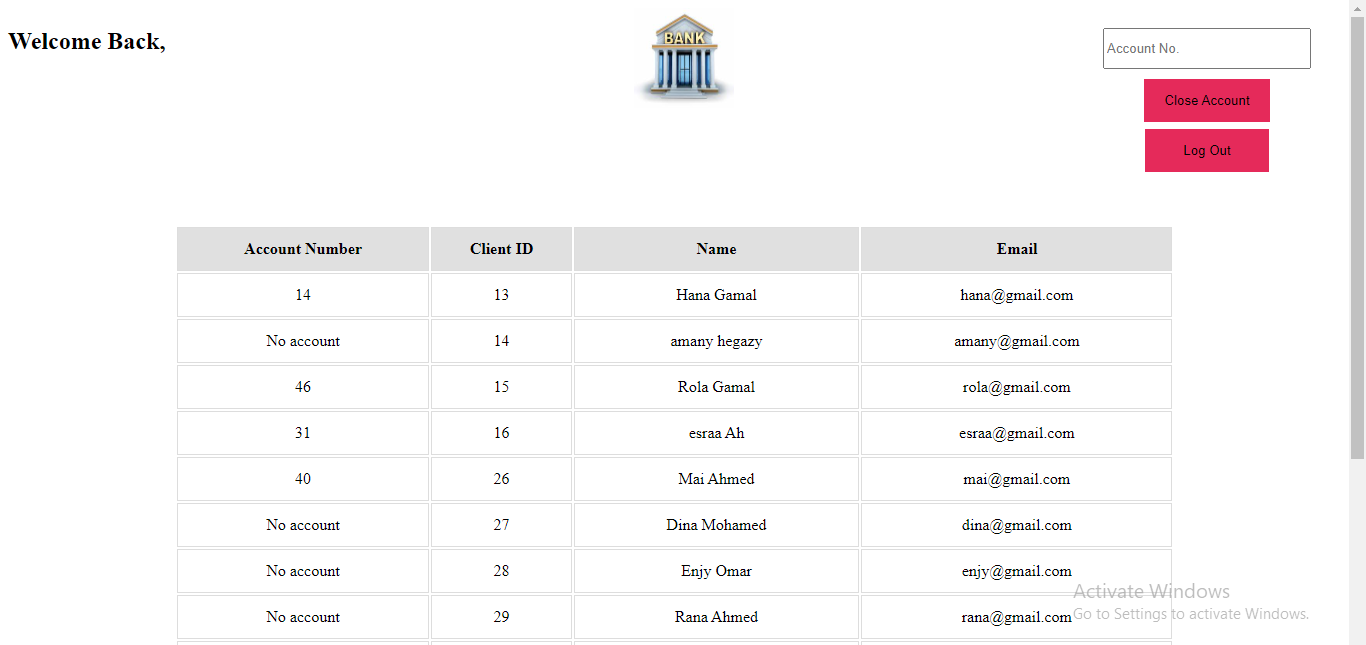 Welcome Back,
BANK
Account No.
Close Account
Log Out
Account Number Client ID Name Email
14 13 Hana Gamal hana@gmail.com
No account 14 amany hegazy amany@gmail.com
46 15 Rola Gamal rola@gmail.com
31 16 esraa Ah esraa@gmail.com
40 26 Mai Ahmed mai@gmail.com
No account 27 Dina Mohamed dina@gmail.com
No account 28 Enjy Omar enjy@gmail.com
No account 29 Rana Ahmed rana@gmail.com
Activate Windows
Go to Settings to activate Windows.